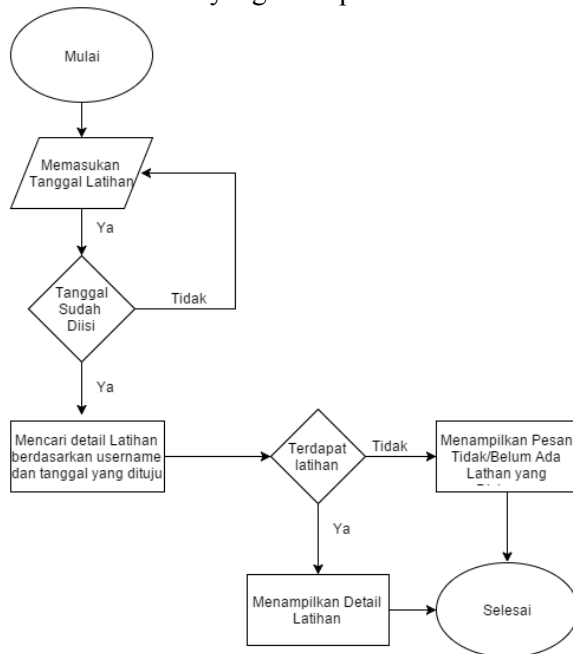 Mulai
Memasukan
Tanggal Latihan
Ya
Tanggal
Sudah
Diisi
Tidak
Ya
Mencari detail Latihan
berdasarkan username
dan tanggal yang dituju
Terdapat
latihan
Tidak
Menampilkan Pesan
Tidak/Belum Ada
Lathan yang
Ya
Menampilkan Detail
Latihan
Selesai